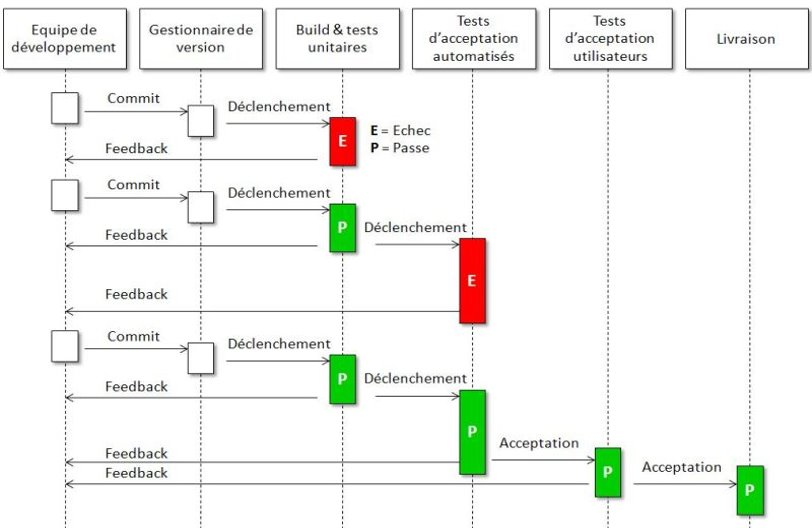 Equipe de
développement
Gestionnaire de
version
Build & tests
unitaires
Tests
d'acceptation
automatisés
Tests
d'acceptation
utilisateurs
Livraison
Commit
Déclenchement
E
E = Echec
P = Passe
Feedback
Commit
Déclenchement
P
Déclenchement
Feedback
E
Feedback
Commit
Déclenchement
P
Déclenchement
Feedback
P
Acceptation
Feedback
P
Acceptation
Feedback
P